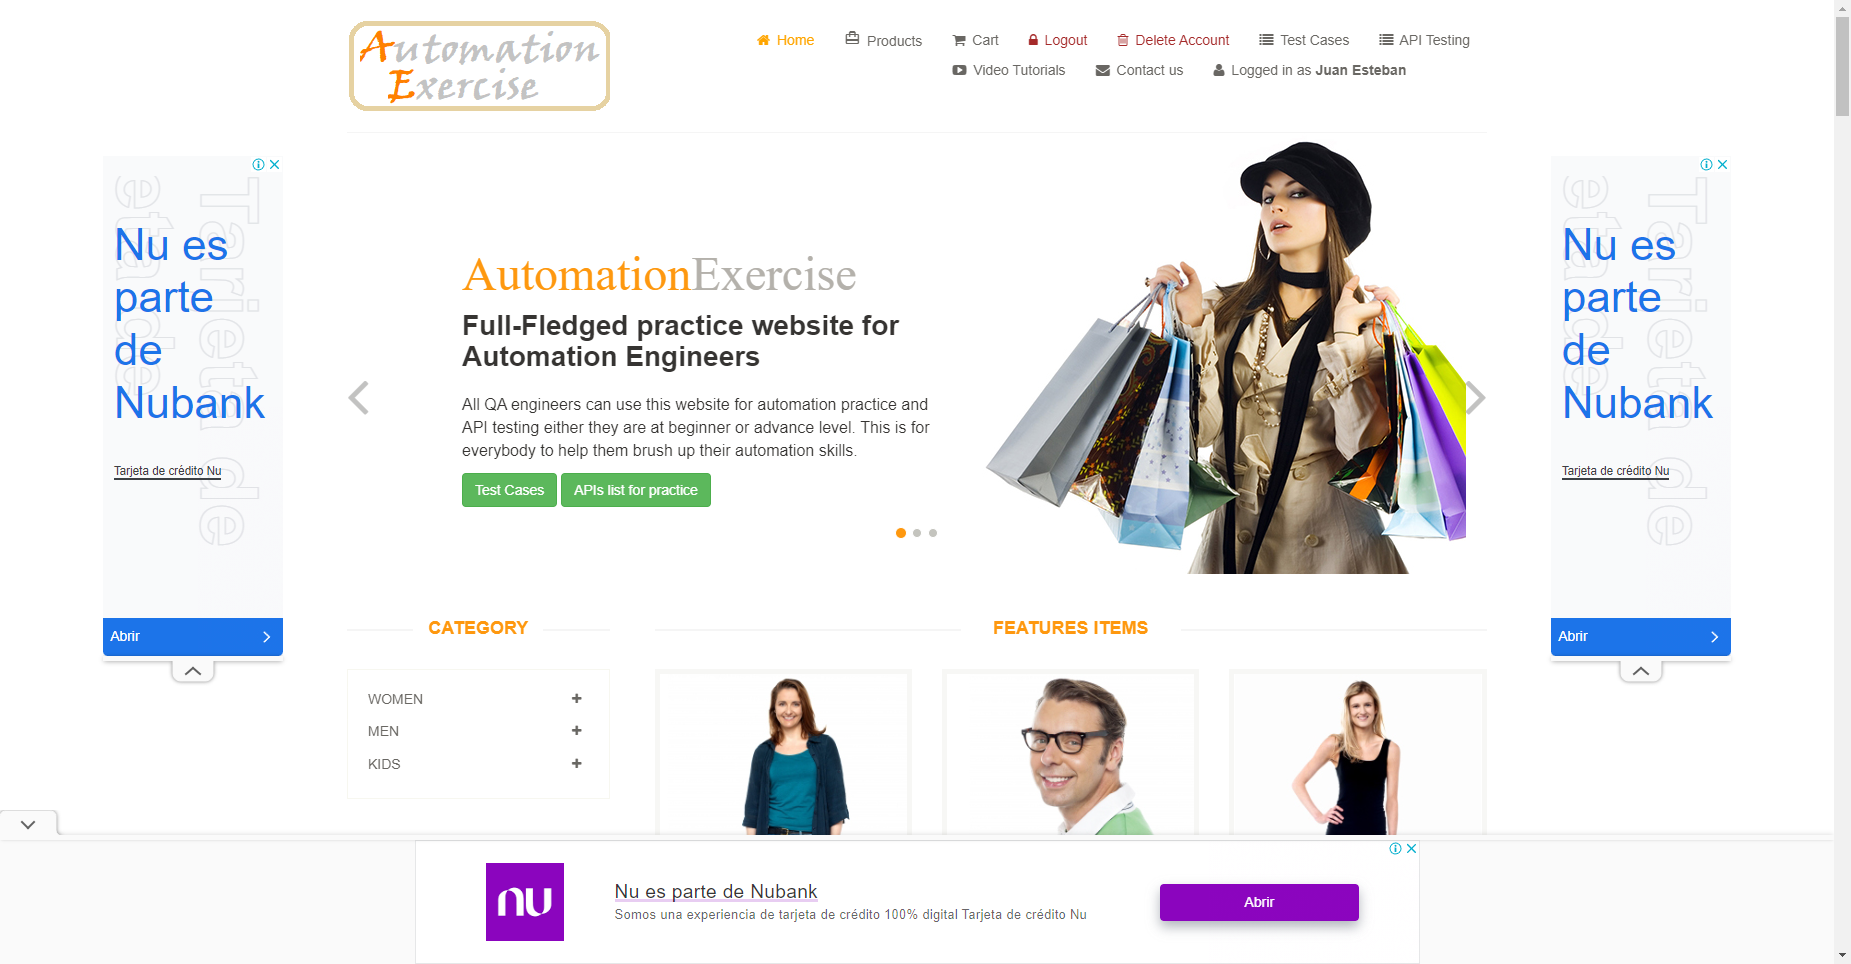 Automation
Exercise
Home
Products
Cart
Logout
Delete Account
Test Cases
API Testing
Video Tutorials
Contact us
Logged in as Juan Esteban
Tarjeta de
Nu es
parte
de
Nubank
Tarjeta de crédito Nu
Abrir
AutomationExercise
Full-Fledged practice website for
Automation Engineers
All QA engineers can use this website for automation practice and
API testing either they are at beginner or advance level. This is for
everybody to help them brush up their automation skills.
Test Cases
APIs list for practice
Tarjeta de
Nu es
parte
de
Nubank
Tarjeta de crédito Nu
Abrir
CATEGORY
WOMEN
MEN
KIDS
FEATURES ITEMS
nu
Nu es parte de Nubank
Somos una experiencia de tarjeta de crédito 100% digital Tarjeta de crédito Nu
Abrir